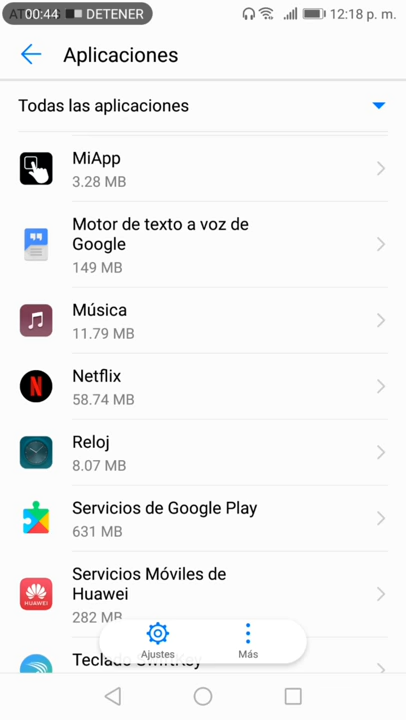 00:44 DETENER 12:18 p. m.
Aplicaciones
Todas las aplicaciones
MiApp
3.28 MB
Motor de texto a voz de
Google
149 MB
Música
11.79 MB
Netflix
58.74 MB
Reloj
8.07 MB
Servicios de Google Play
631 MB
Servicios Móviles de
Huawei
HUAWEI
282 MB
Ajustes
Más
Teclado SwiftKey